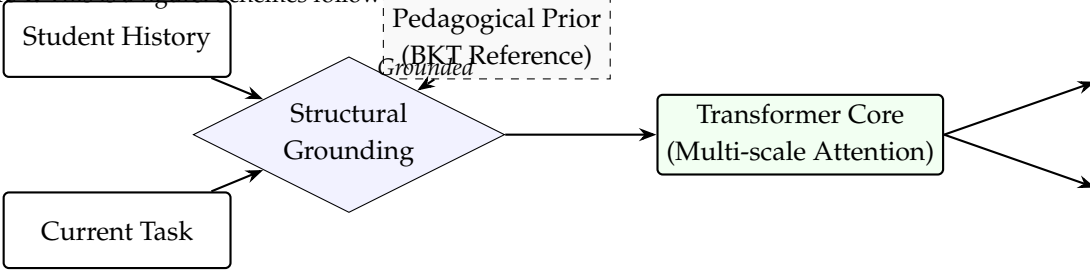 Student History
Pedagogical Prior
(BKT Reference)
Grounded
Structural
Grounding
Transformer Core
(Multi-scale Attention)
Current Task